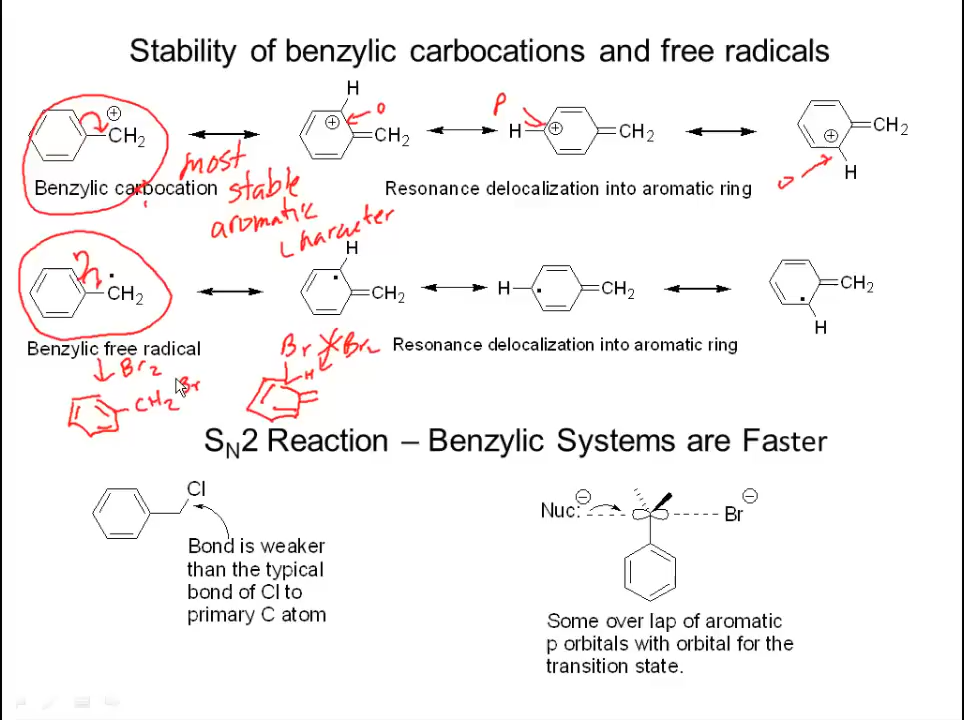 Stability of benzylic carbocations and free radicals
⊕ H H
CH2 ⊕ o CH2 P H ⊕ CH2 ⊕ CH2
H
o
Benzylic carbocation
Resonance delocalization into aromatic ring
most
stable
aromatic
character
H
CH2 CH2 H CH2 CH2
H
Benzylic free radical
Resonance delocalization into aromatic ring
Br2
CH2 Br
Br Br2
H
SN2 Reaction – Benzylic Systems are Faster
Cl
Bond is weaker
than the typical
bond of Cl to
primary C atom
Nuc: ⊖ Br ⊖
Some over lap of aromatic
p orbitals with orbital for the
transition state.